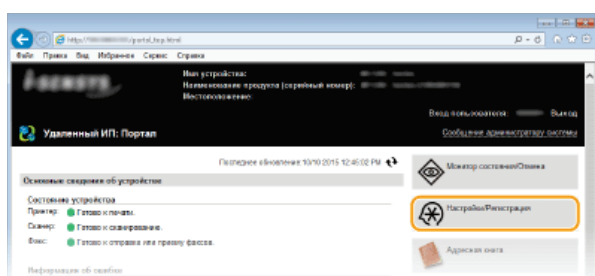 http://
/portal_top.html
Файл Правка Вид Избранное Сервис Справка
Имя устройства:
Наименование продукта (серийный номер):
Местоположение:
Вход пользователя: Выход
Удаленный ИП: Портал
Сообщение администратору системы
Последнее обновление: 10/10 2015 12:45:02 PM
Монитор состояния/Отмена
Основные сведения об устройстве
Состояние устройства
Принтер: Готово к печати.
Настройки/Регистрация
Сканер: Готово к сканированию.
Факс: Готово к отправке или приему факсов.
Адресная книга
Информация об ошибке